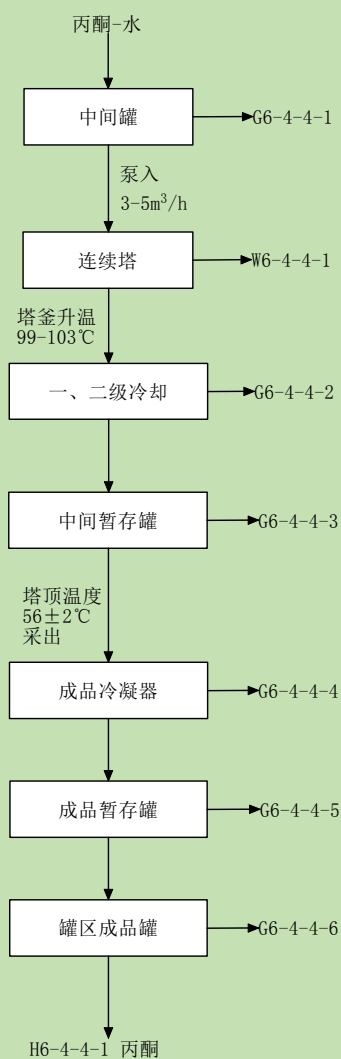 丙酮-水
中间罐
G6-4-4-1
泵入
3-5m³/h
连续塔
W6-4-4-1
塔釜升温
99-103℃
一、二级冷却
G6-4-4-2
中间暂存罐
G6-4-4-3
塔顶温度
56±2℃
采出
成品冷凝器
G6-4-4-4
成品暂存罐
G6-4-4-5
罐区成品罐
G6-4-4-6
H6-4-4-1 丙酮